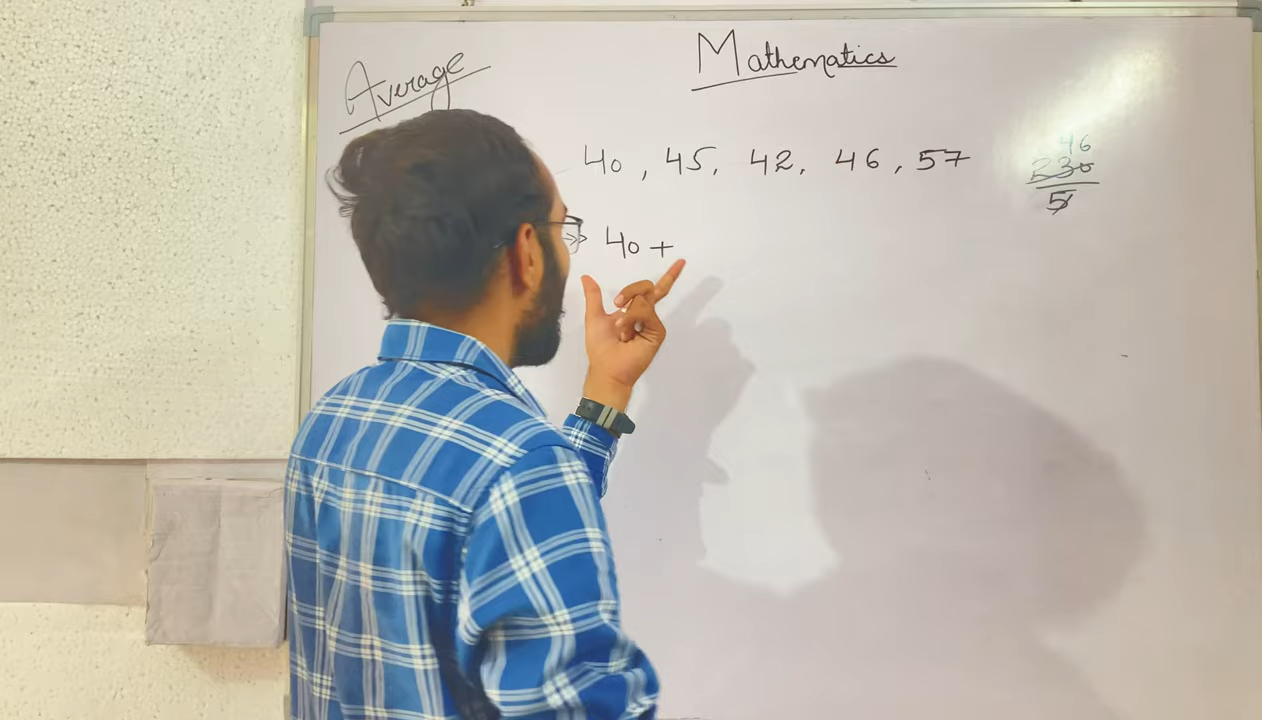 Average
Mathematics
40, 45, 42, 46, 57
46
230
5
>> 40 +